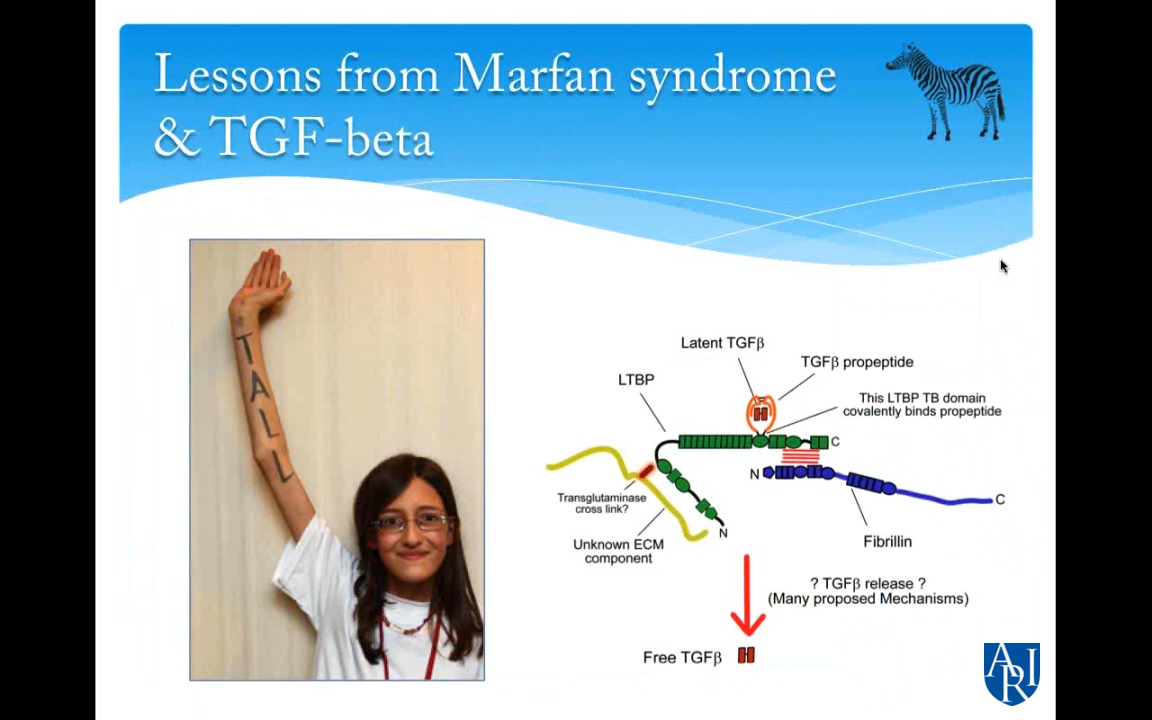 Lessons from Marfan syndrome
& TGF-beta
TALL
Latent TGFβ
TGFβ propeptide
LTBP
This LTBP TB domain
covalently binds propeptide
C
N
C
Transglutaminase
cross link?
N
Unknown ECM
component
Fibrillin
? TGFβ release ?
(Many proposed Mechanisms)
Free TGFβ
ARI